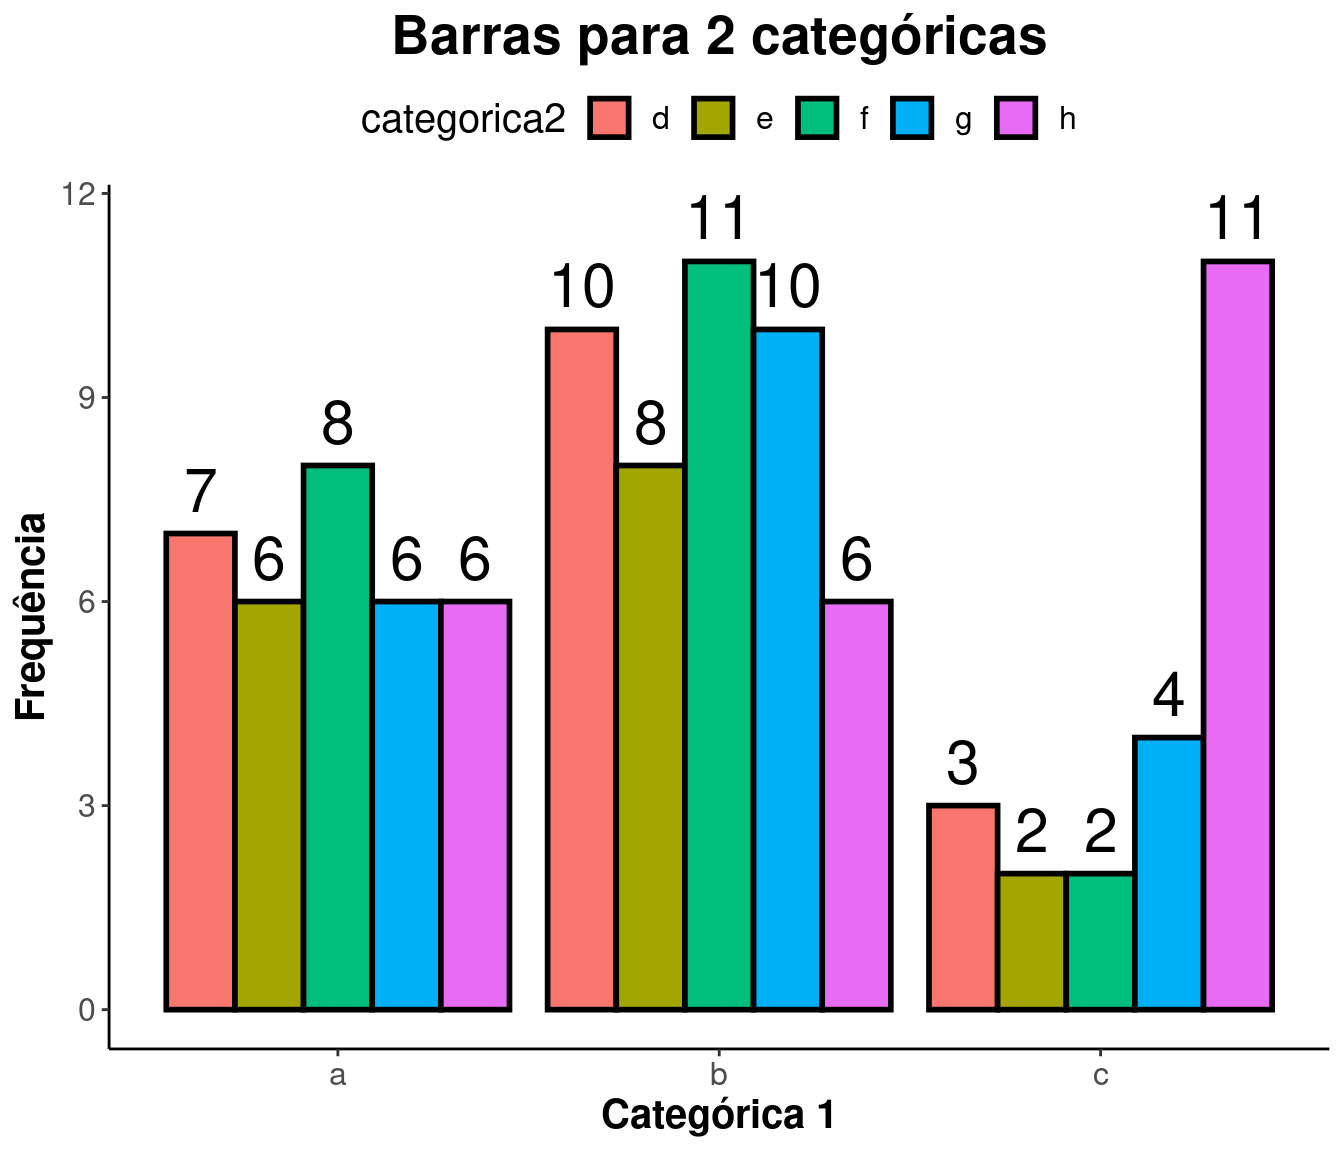 Barras para 2 categóricas
categorica2 d e f g h
12
9
6
3
0
Frequência
7 6 8 6 6
10 8 11 10 6
3 2 2 4 11
a b c
Categórica 1